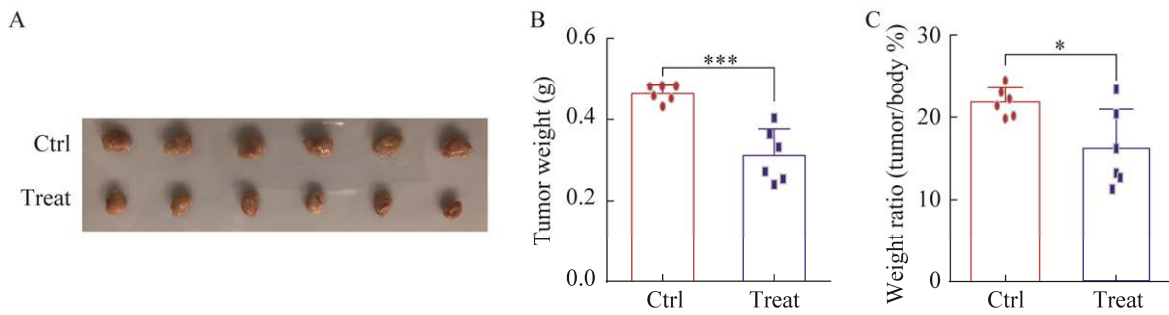 A
Ctrl
Treat
B
Tumor weight (g)
0.6
0.4
0.2
0.0
***
Ctrl
Treat
C
Weight ratio (tumor/body %)
30
20
10
0
*
Ctrl
Treat